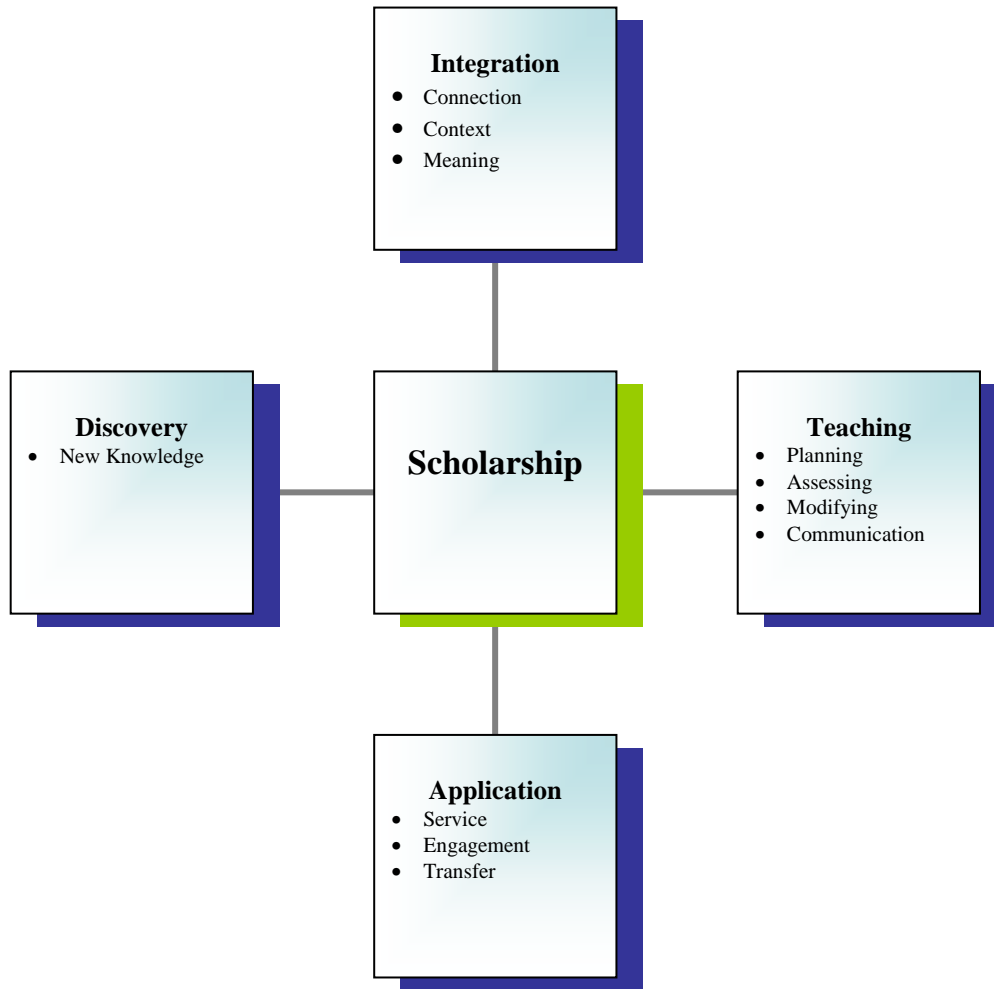 Integration
• Connection
• Context
• Meaning
Discovery
• New Knowledge
Scholarship
Teaching
• Planning
• Assessing
• Modifying
• Communication
Application
• Service
• Engagement
• Transfer